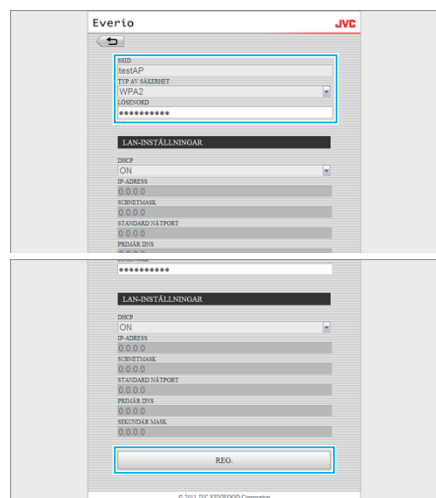 Everio JVC
SSID
testAP
TYP AV SÄKERHET
WPA2
LÖSENORD
●●●●●●●●●●
LAN-INSTÄLLNINGAR
DHCP
ON
IP-ADRESS
0.0.0.0
SUBNETMASK
0.0.0.0
STANDARD NÄTPORT
0.0.0.0
PRIMÄR DNS
●●●●●●●●●●
LAN-INSTÄLLNINGAR
DHCP
ON
IP-ADRESS
0.0.0.0
SUBNETMASK
0.0.0.0
STANDARD NÄTPORT
0.0.0.0
PRIMÄR DNS
0.0.0.0
SEKUNDÄR MASK
0.0.0.0
REG.
© 2011 JVC KENWOOD Corporation